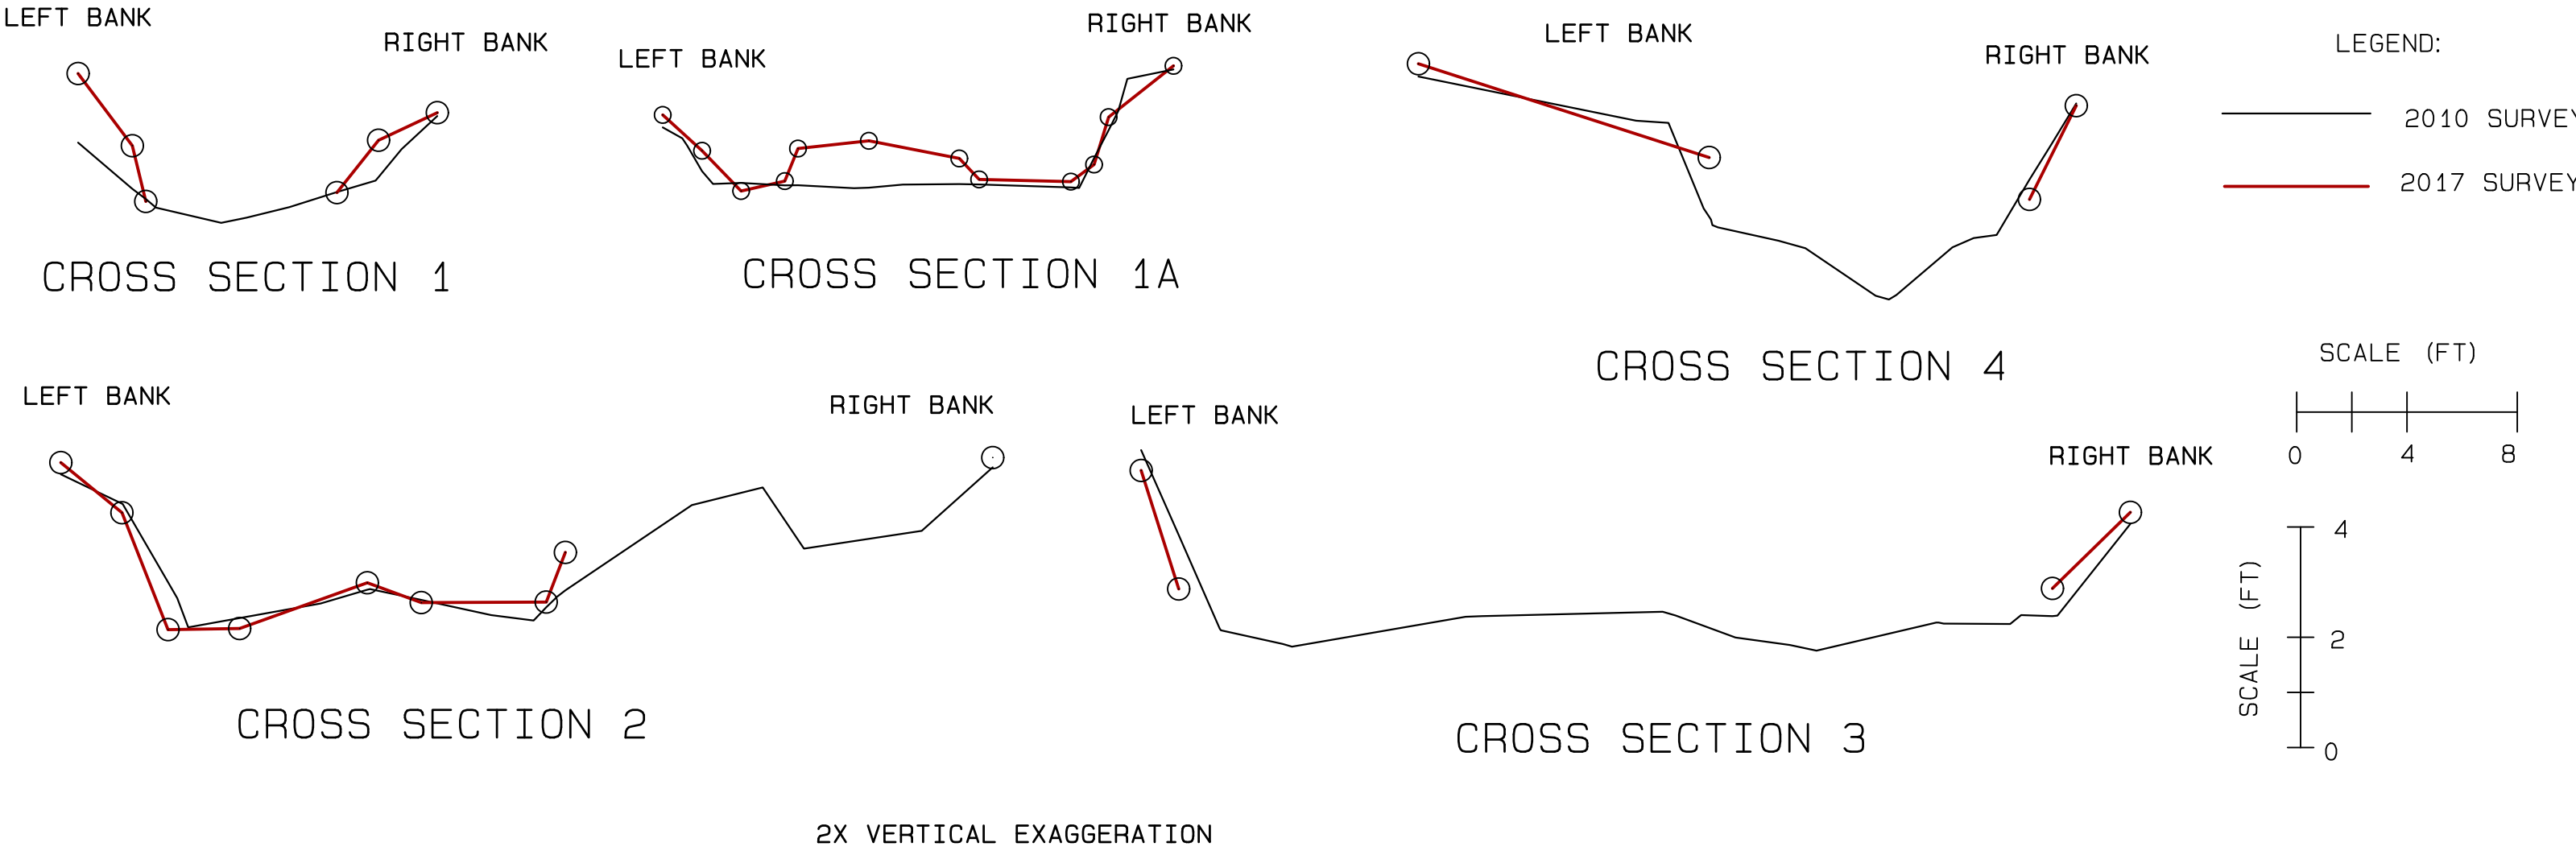 LEFT BANK
RIGHT BANK
CROSS SECTION 1
LEFT BANK
RIGHT BANK
CROSS SECTION 1A
LEFT BANK
RIGHT BANK
CROSS SECTION 4
LEGEND:
2010 SURVEY
2017 SURVEY
LEFT BANK
RIGHT BANK
CROSS SECTION 2
LEFT BANK
RIGHT BANK
CROSS SECTION 3
SCALE (FT)
0 4 8
SCALE (FT)
4
2
0
2X VERTICAL EXAGGERATION